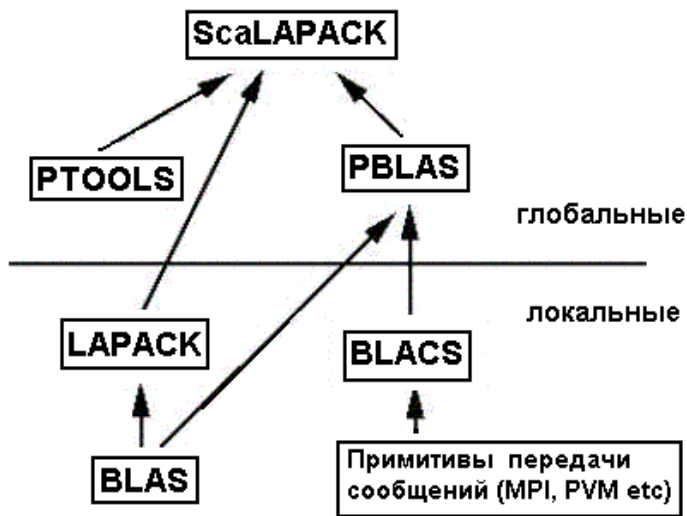 ScaLAPACK
PTOOLS
PBLAS
глобальные
локальные
LAPACK
BLACS
BLAS
Примитивы передачи
сообщений (MPI, PVM etc)